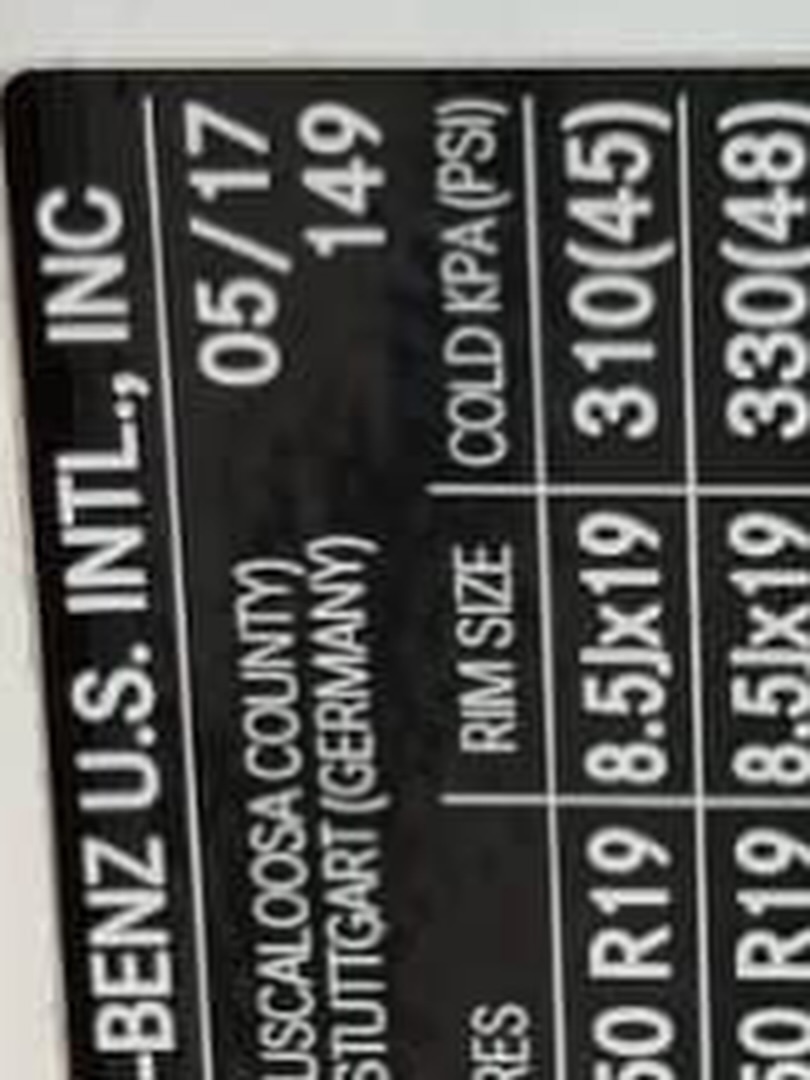 -BENZ U.S. INTL., INC
05/17
USCALOOSA COUNTY) 149
STUTTGART (GERMANY)
RES RIM SIZE COLD KPA (PSI)
50 R19 8.5Jx19 310(45)
50 R19 8.5Jx19 330(48)